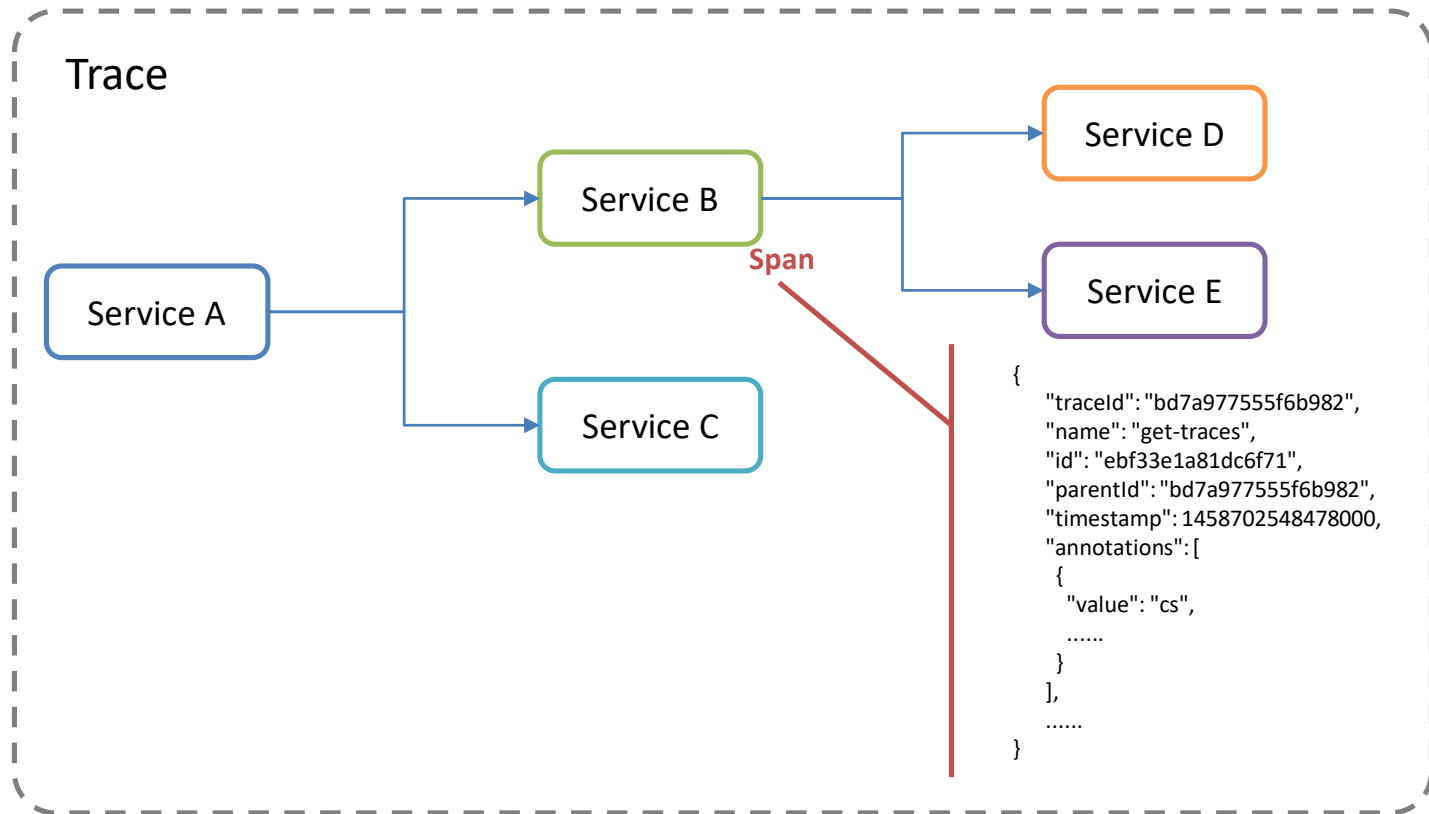 Trace
Service D
Service B
Span
Service E
Service A
Service C
{
"traceId": "bd7a977555f6b982",
"name": "get-traces",
"id": "ebf33e1a81dc6f71",
"parentId": "bd7a977555f6b982",
"timestamp": 1458702548478000,
"annotations": [
{
"value": "cs",
......
}
],
......
}